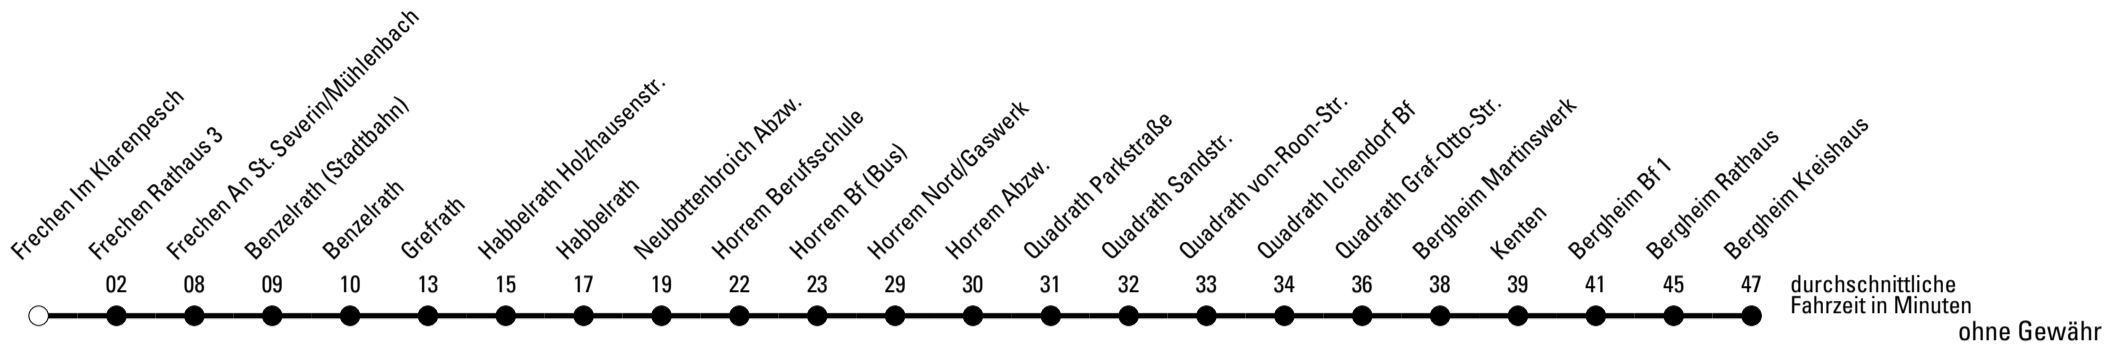 Frechen Im Klarenpesch
Frechen Rathaus 3
Frechen An St. Severin/Mühlenbach
Benzelrath (Stadtbahn)
Benzelrath
Grefrath
Habbelrath Holzhausenstr.
Habbelrath
Neubottenbroich Abzw.
Horrem Berufsschule
Horrem Bf (Bus)
Horrem Nord/Gaswerk
Horrem Abzw.
Quadrath Parkstraße
Quadrath Sandstr.
Quadrath von-Roon-Str.
Quadrath Ichendorf Bf
Quadrath Graf-Otto-Str.
Bergheim Martinswerk
Kenten
Bergheim Bf 1
Bergheim Rathaus
Bergheim Kreishaus
02 08 09 10 13 15 17 19 22 23 29 30 31 32 33 34 36 38 39 41 45 47
durchschnittliche
Fahrzeit in Minuten
ohne Gewähr